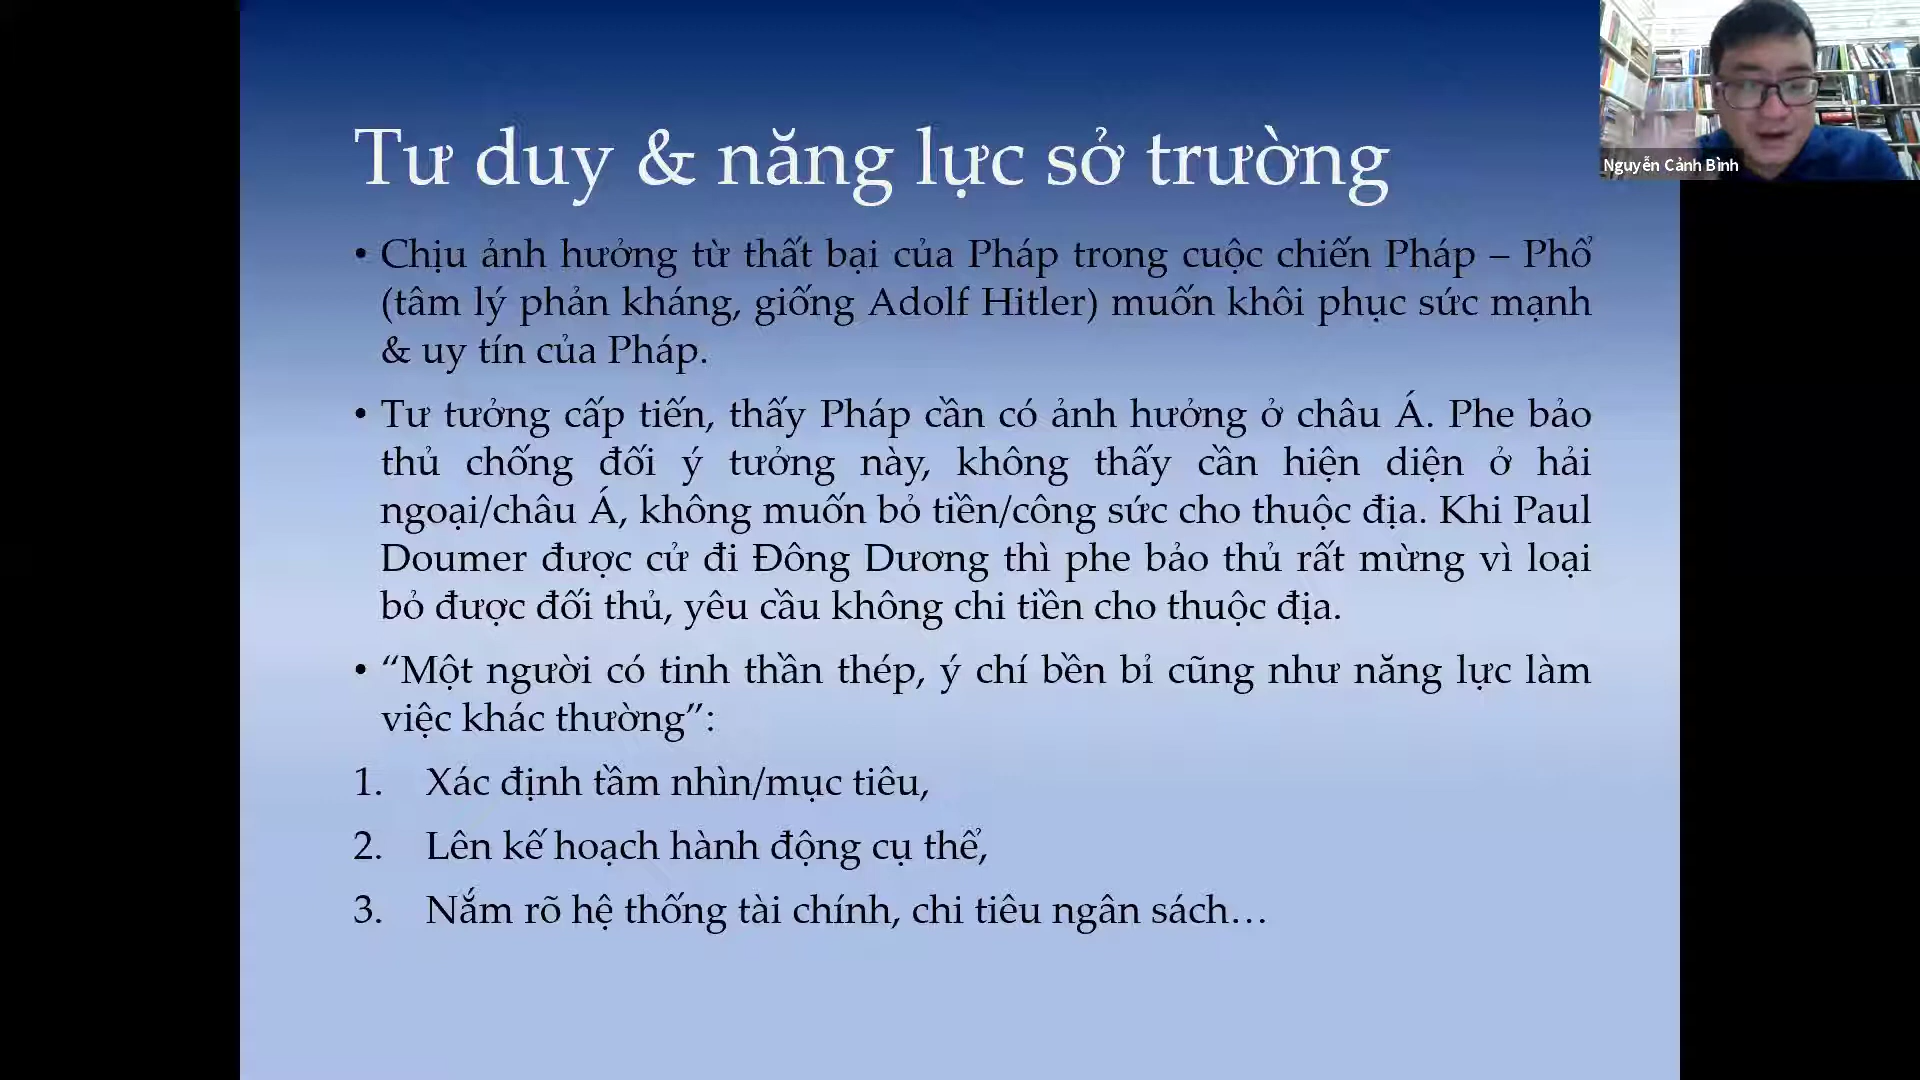 Tư duy & năng lực sở trường
Nguyễn Cảnh Bình
• Chịu ảnh hưởng từ thất bại của Pháp trong cuộc chiến Pháp – Phổ
(tâm lý phản kháng, giống Adolf Hitler) muốn khôi phục sức mạnh
& uy tín của Pháp.
• Tư tưởng cấp tiến, thấy Pháp cần có ảnh hưởng ở châu Á. Phe bảo
thủ chống đối ý tưởng này, không thấy cần hiện diện ở hải
ngoại/châu Á, không muốn bỏ tiền/công sức cho thuộc địa. Khi Paul
Doumer được cử đi Đông Dương thì phe bảo thủ rất mừng vì loại
bỏ được đối thủ, yêu cầu không chi tiền cho thuộc địa.
• “Một người có tinh thần thép, ý chí bền bỉ cũng như năng lực làm
việc khác thường”:
1. Xác định tầm nhìn/mục tiêu,
2. Lên kế hoạch hành động cụ thể,
3. Nắm rõ hệ thống tài chính, chi tiêu ngân sách…